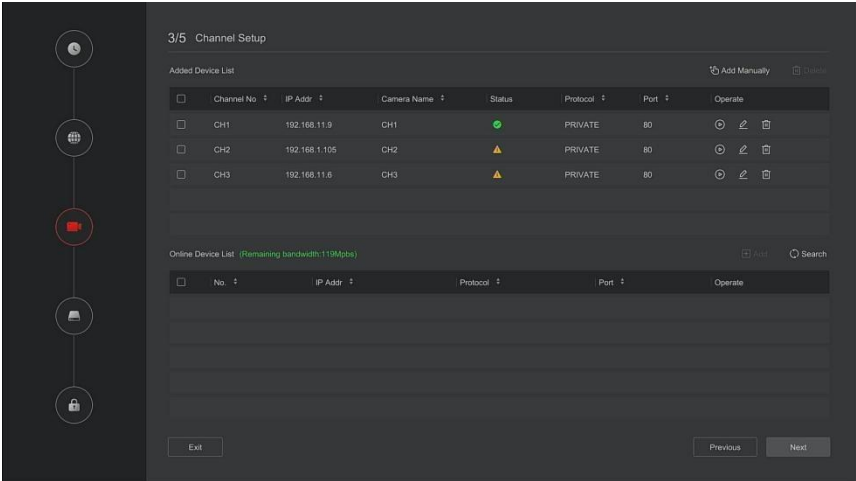 3/5 Channel Setup
Added Device List Add Manually Delete
Channel No IP Addr Camera Name Status Protocol Port Operate
CH1 192.168.11.9 CH1 PRIVATE 80
CH2 192.168.1.105 CH2 PRIVATE 80
CH3 192.168.11.6 CH3 PRIVATE 80
Online Device List (Remaining bandwidth:119Mpbs) Add Search
No. IP Addr Protocol Port Operate
Exit Previous Next